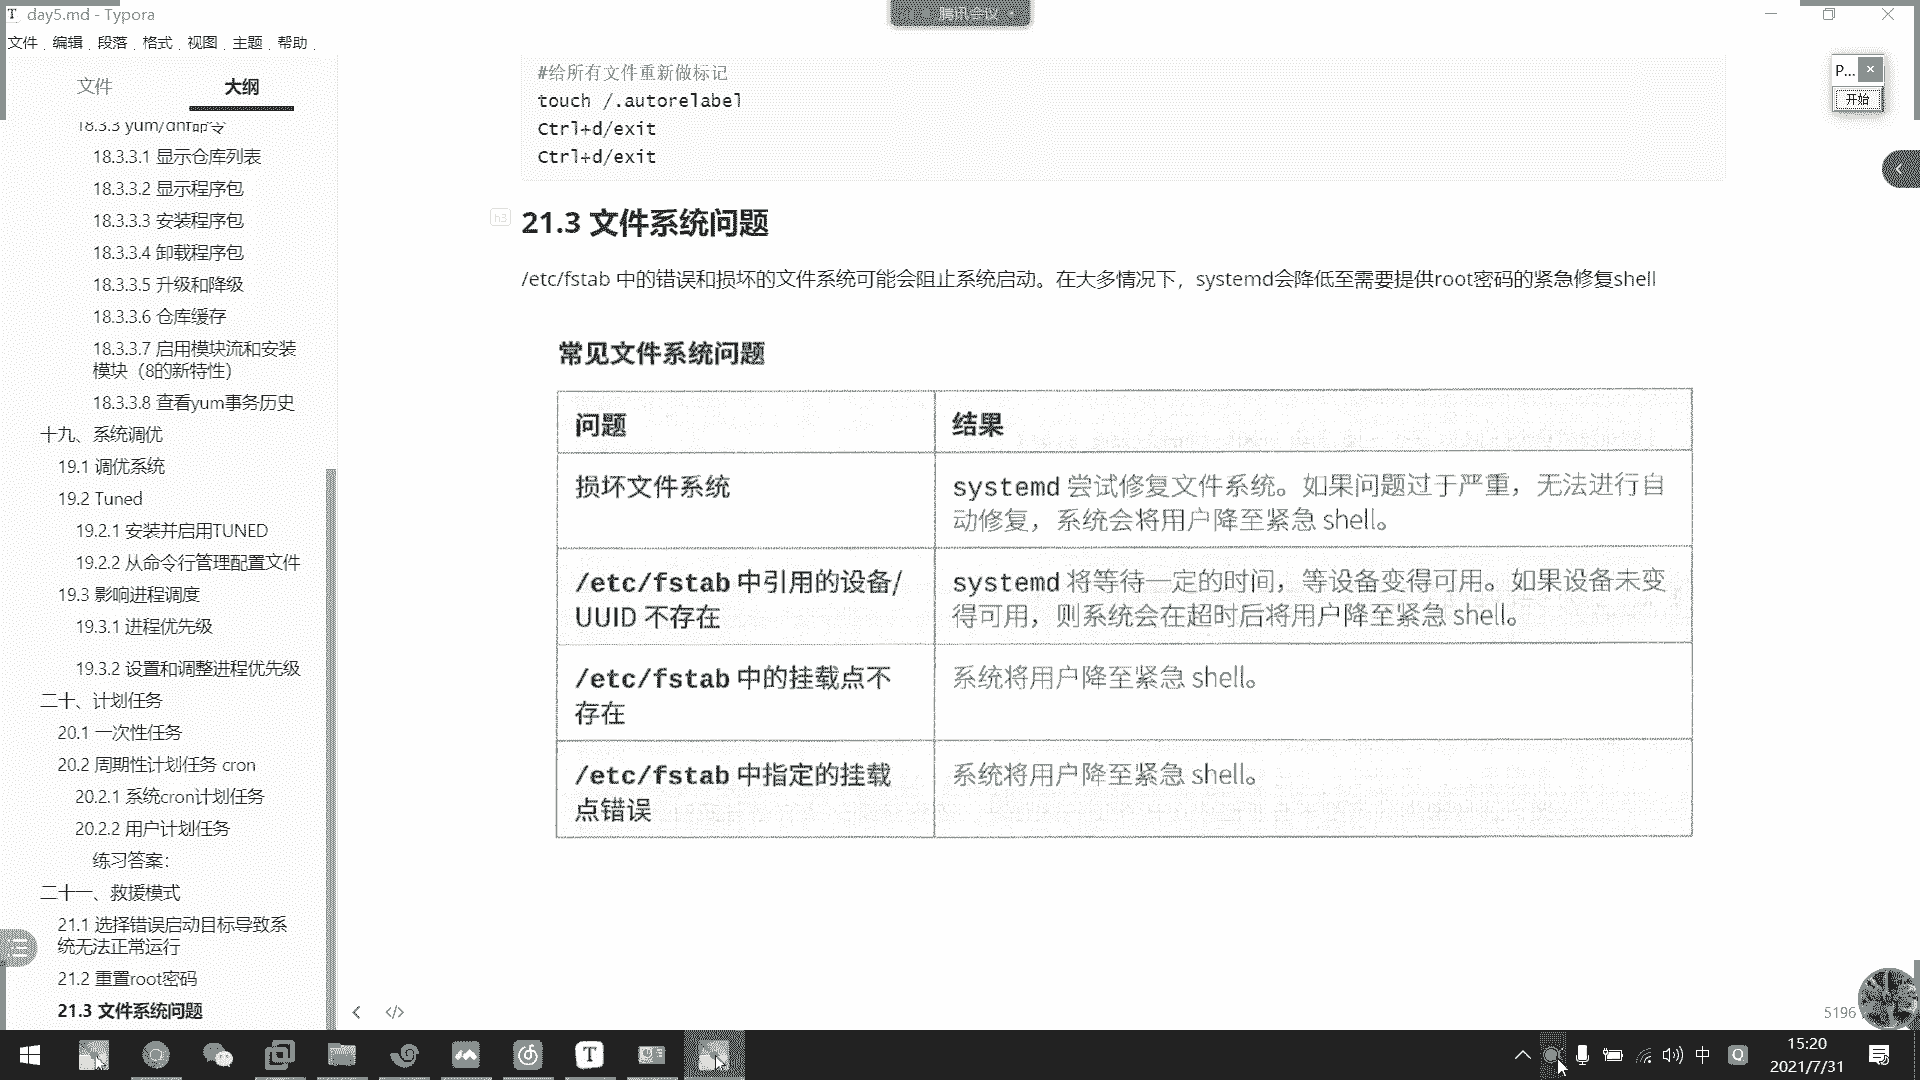 day5.md - Typora
腾讯会议
文件 编辑 段落 格式 视图 主题 帮助
文件 大纲
18.3.3 yum/dnf命令
18.3.3.1 显示仓库列表
18.3.3.2 显示程序包
18.3.3.3 安装程序包
18.3.3.4 卸载程序包
18.3.3.5 升级和降级
18.3.3.6 仓库缓存
18.3.3.7 启用模块流和安装
模块（8的新特性）
18.3.3.8 查看yum事务历史
十九、系统调优
19.1 调优系统
19.2 Tuned
19.2.1 安装并启用TUNED
19.2.2 从命令行管理配置文件
19.3 影响进程调度
19.3.1 进程优先级
19.3.2 设置和调整进程优先级
二十、计划任务
20.1 一次性任务
20.2 周期性计划任务 cron
20.2.1 系统cron计划任务
20.2.2 用户计划任务
练习答案：
二十一、救援模式
21.1 选择错误启动目标导致系
统无法正常运行
21.2 重置root密码
21.3 文件系统问题
#给所有文件重新做标记
touch /.autorelabel
Ctrl+d/exit
Ctrl+d/exit
h3
21.3 文件系统问题
/etc/fstab 中的错误和损坏的文件系统可能会阻止系统启动。在大多情况下，systemd会降低至需要提供root密码的紧急修复shell
常见文件系统问题
问题 结果
损坏文件系统
systemd 尝试修复文件系统。如果问题过于严重，无法进行自
动修复，系统会将用户降至紧急 shell。
/etc/fstab 中引用的设备/
UUID 不存在
systemd 将等待一定的时间，等设备变得可用。如果设备未变
得可用，则系统会在超时后将用户降至紧急 shell。
/etc/fstab 中的挂载点不
存在
系统将用户降至紧急 shell。
/etc/fstab 中指定的挂载
点错误
系统将用户降至紧急 shell。
P...
开始
5196
中
15:20
2021/7/31